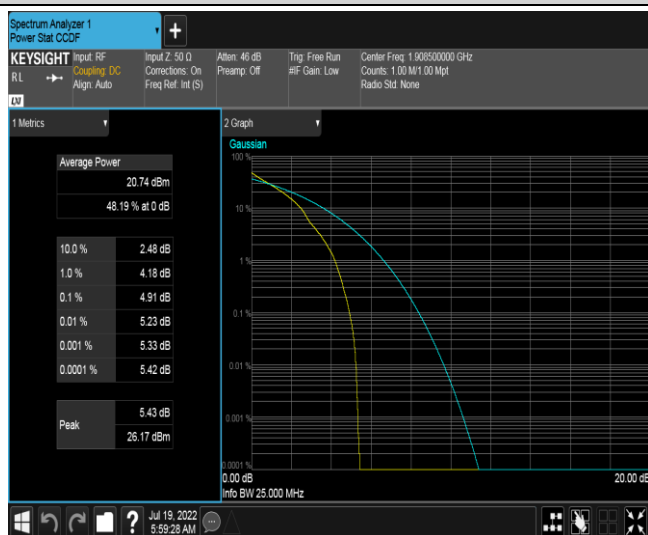 Spectrum Analyzer 1
Power Stat CCDF
+
KEYSIGHT
RL
LXI
Input: RF
Coupling: DC
Align: Auto
Input Z: 50 Ω
Corrections: On
Freq Ref: Int (S)
Atten: 46 dB
Preamp: Off
Trig: Free Run
#IF Gain: Low
Center Freq: 1.908500000 GHz
Counts: 1.00 M/1.00 Mpt
Radio Std: None
1 Metrics
Average Power
20.74 dBm
48.19 % at 0 dB
10.0 % 2.48 dB
1.0 % 4.18 dB
0.1 % 4.91 dB
0.01 % 5.23 dB
0.001 % 5.33 dB
0.0001 % 5.42 dB
Peak
5.43 dB
26.17 dBm
2 Graph
Gaussian
100 %
10 %
1 %
0.1 %
0.01 %
0.001 %
0.0001 %
0.00 dB
20.00 dB
Info BW 25.000 MHz
?
Jul 19, 2022
5:59:28 AM